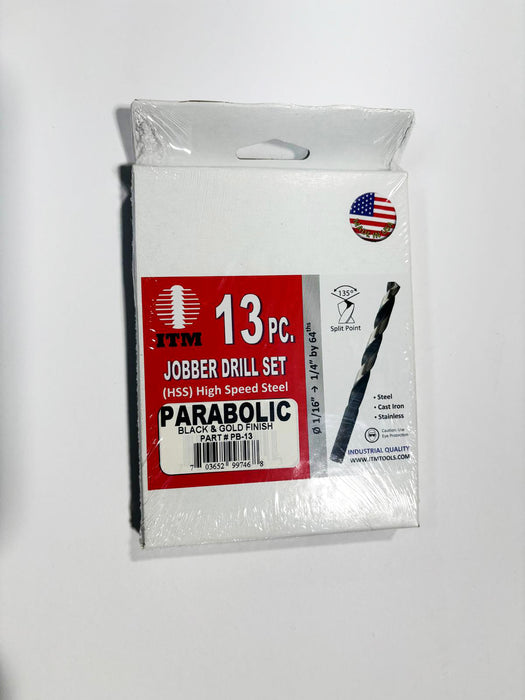 ITM
13 PC.
JOBBER DRILL SET
(HSS) High Speed Steel
PARABOLIC
BLACK & GOLD FINISH
PART # PB-13
7 03652 99746 8
Ø 1/16" → 1/4" by 64ths
135°
Split Point
• Steel
• Cast Iron
• Stainless
Caution: Use
Eye Protection
INDUSTRIAL QUALITY
WWW.ITMTOOLS.COM